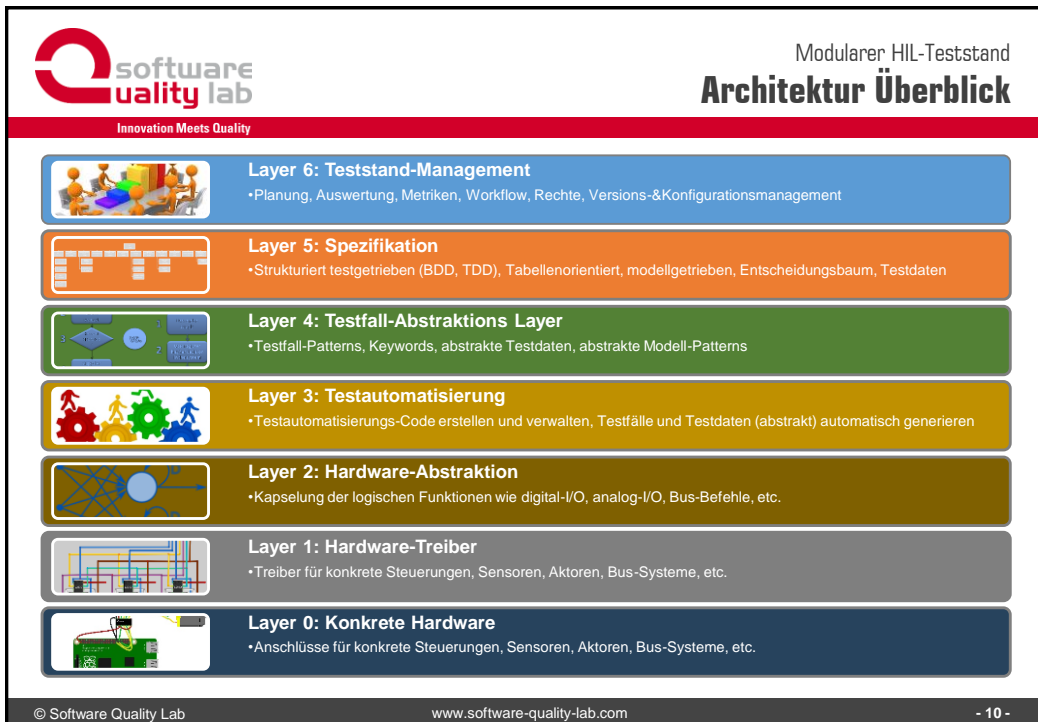 software
uality lab
Modularer HIL-Teststand
Architektur Überblick
Innovation Meets Quality
Layer 6: Teststand-Management
•Planung, Auswertung, Metriken, Workflow, Rechte, Versions-&Konfigurationsmanagement
Layer 5: Spezifikation
•Strukturiert testgetrieben (BDD, TDD), Tabellenorientiert, modellgetrieben, Entscheidungsbaum, Testdaten
Layer 4: Testfall-Abstraktions Layer
•Testfall-Patterns, Keywords, abstrakte Testdaten, abstrakte Modell-Patterns
3
1
2
Layer 3: Testautomatisierung
•Testautomatisierungs-Code erstellen und verwalten, Testfälle und Testdaten (abstrakt) automatisch generieren
Layer 2: Hardware-Abstraktion
•Kapselung der logischen Funktionen wie digital-I/O, analog-I/O, Bus-Befehle, etc.
Layer 1: Hardware-Treiber
•Treiber für konkrete Steuerungen, Sensoren, Aktoren, Bus-Systeme, etc.
Layer 0: Konkrete Hardware
•Anschlüsse für konkrete Steuerungen, Sensoren, Aktoren, Bus-Systeme, etc.
© Software Quality Lab
www.software-quality-lab.com
- 10 -